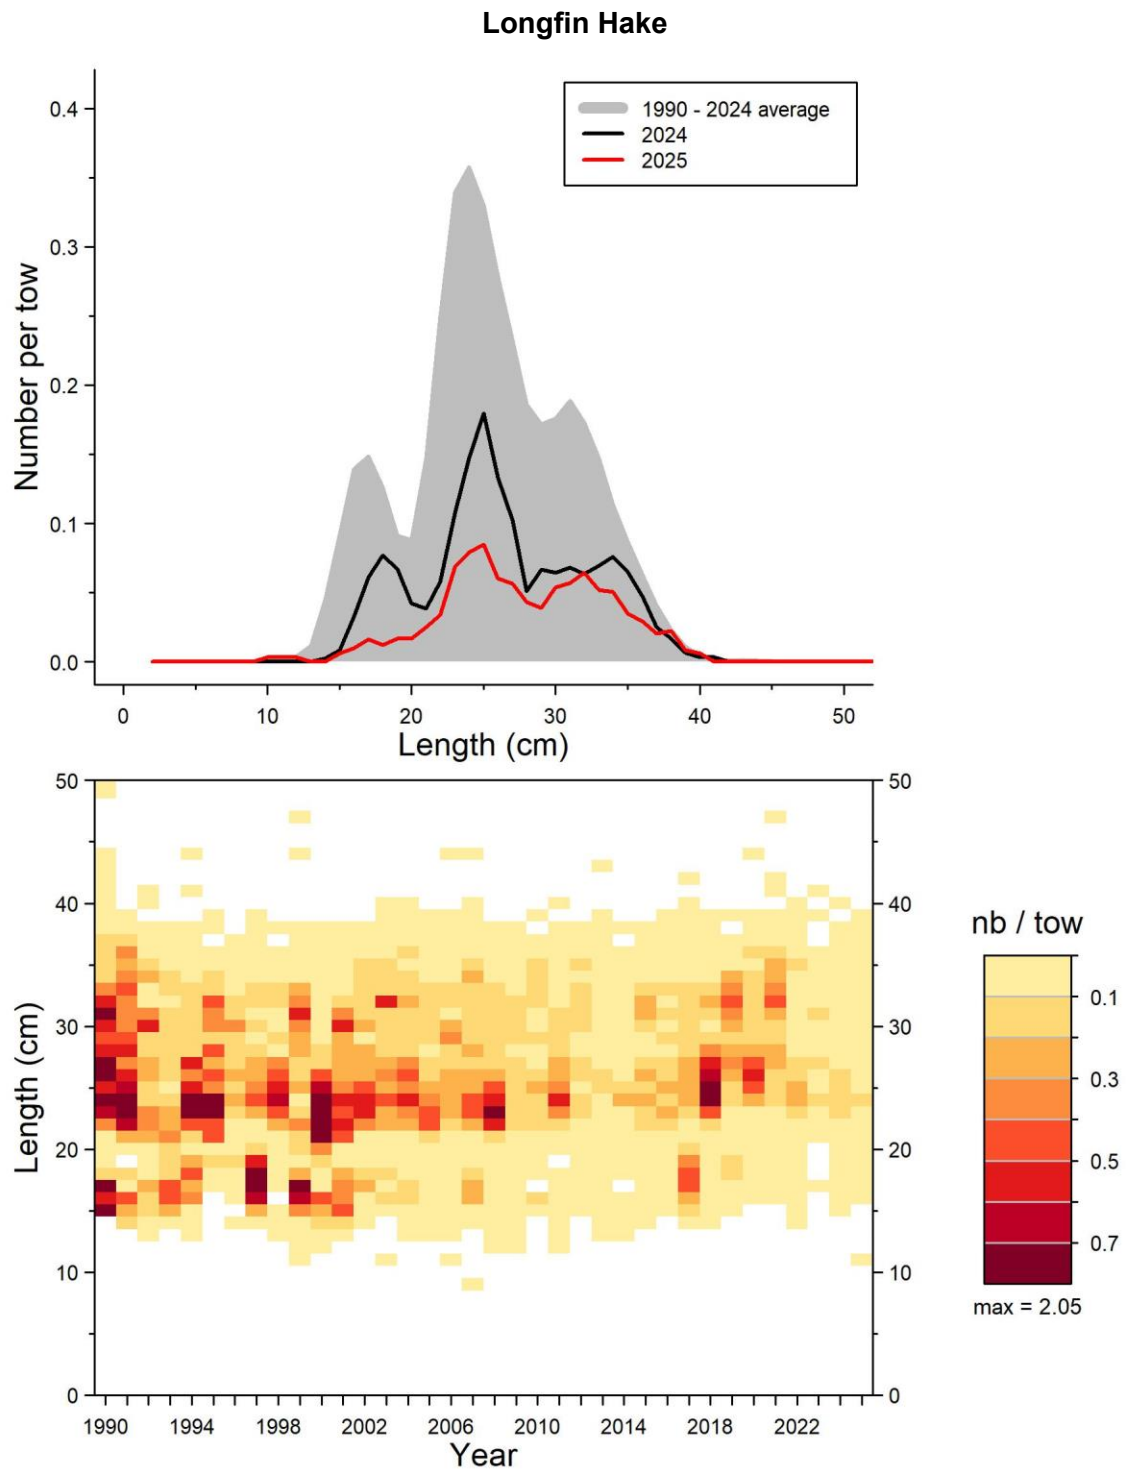 Longfin Hake
1990 - 2024 average
2024
2025
Number per tow
0.4
0.3
0.2
0.1
0.0
0 10 20 30 40 50
Length (cm)
Length (cm)
50 50
40 40
30 30
20 20
10 10
0 0
1990 1994 1998 2002 2006 2010 2014 2018 2022
Year
nb / tow
0.1
0.3
0.5
0.7
max = 2.05